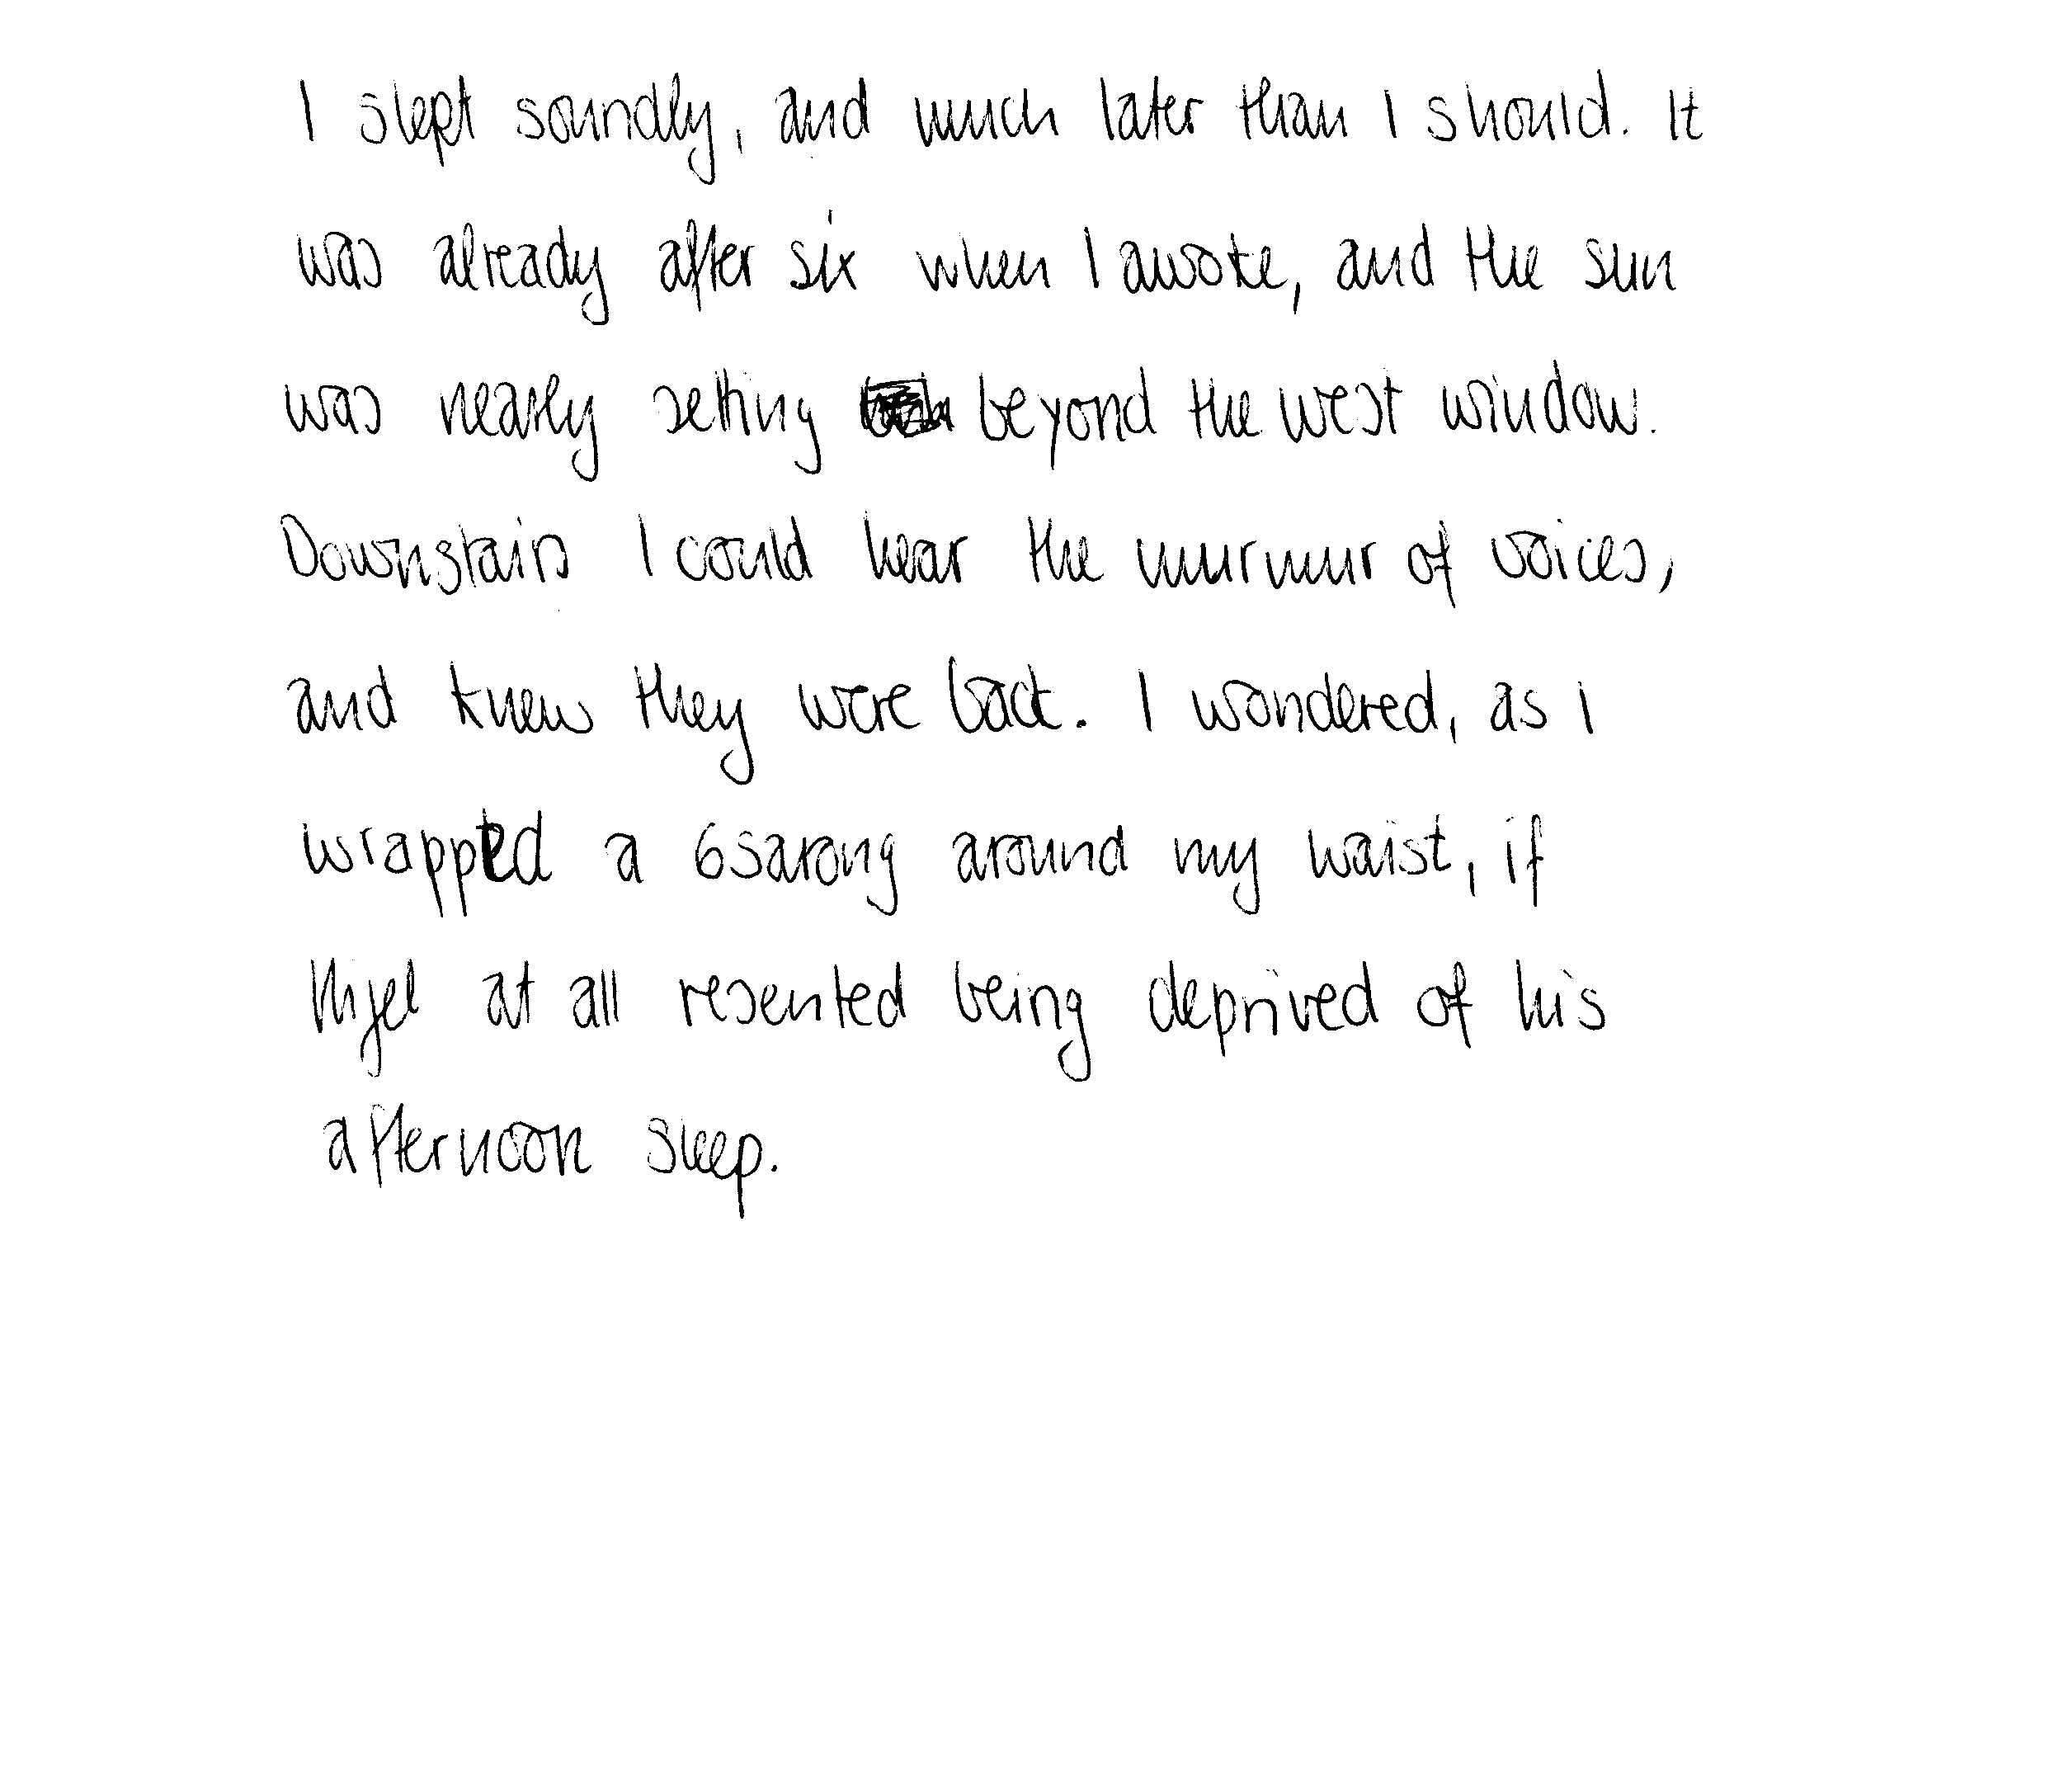 I slept soundly, and much later than I should. It
was already after six when I awoke, and the sun
was nearly setting beyond the west window.
Downstairs I could hear the murmur of voices,
and knew they were back. I wondered, as I
wrapped a 6sarong around my waist, if
Nigel at all resented being deprived of his
afternoon sleep.